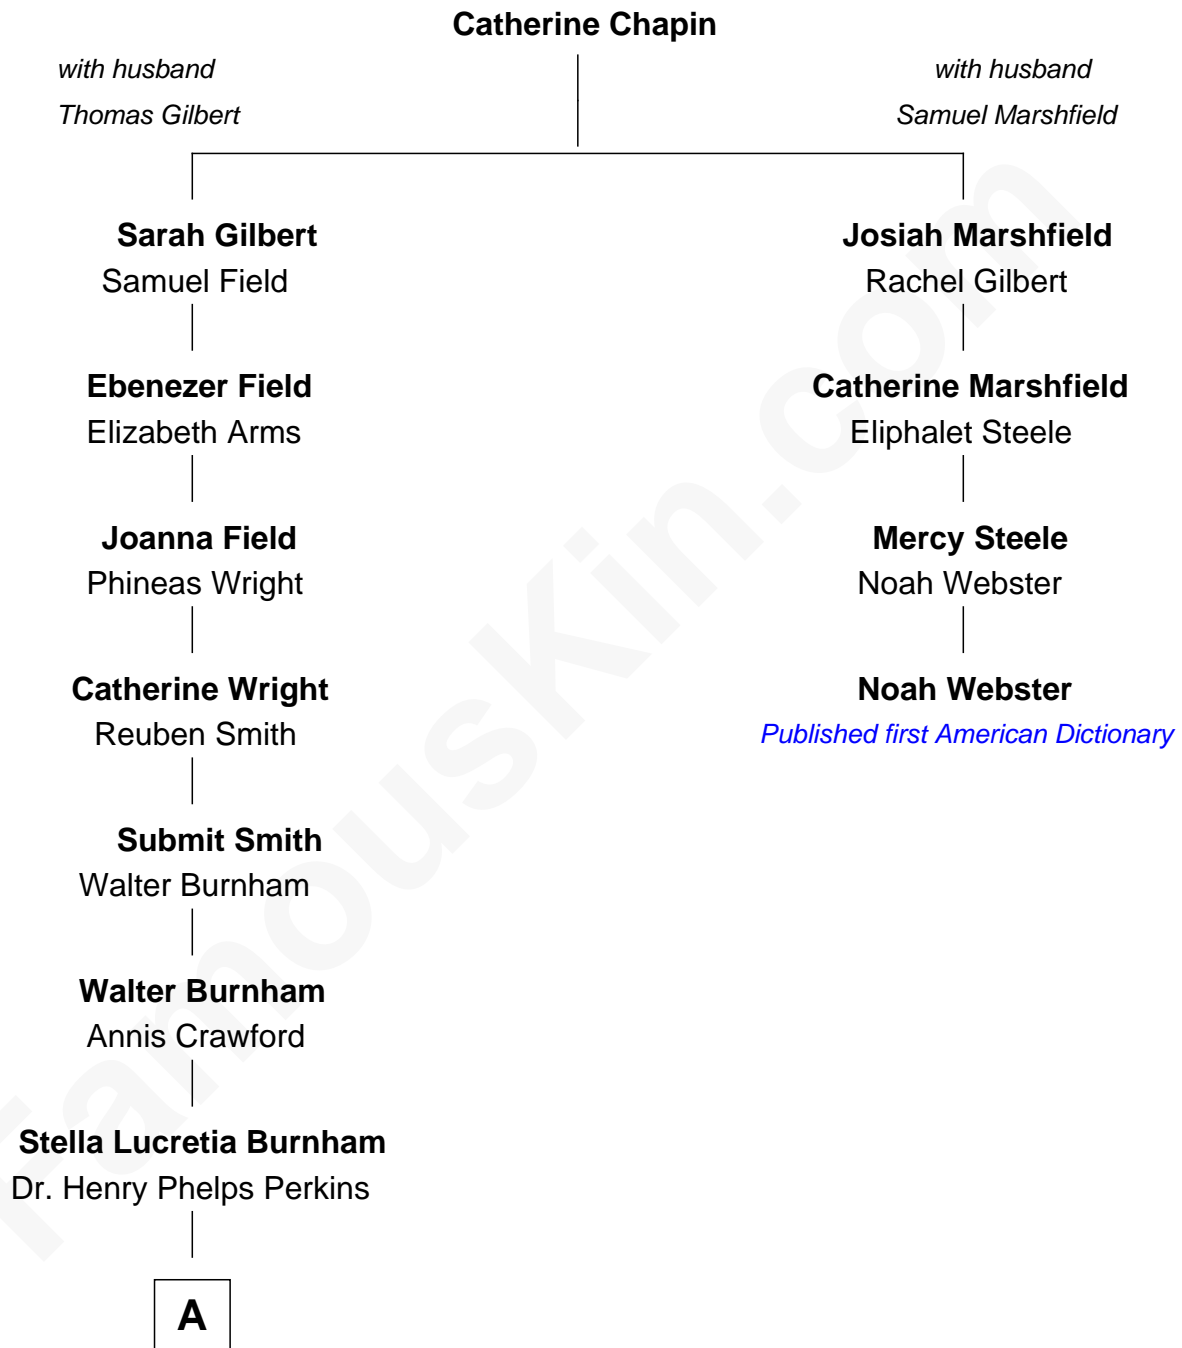 Catherine Chapin
with husband
Thomas Gilbert
with husband
Samuel Marshfield
Sarah Gilbert
Samuel Field
Josiah Marshfield
Rachel Gilbert
Ebenezer Field
Elizabeth Arms
Catherine Marshfield
Eliphalet Steele
Joanna Field
Phineas Wright
Mercy Steele
Noah Webster
Catherine Wright
Reuben Smith
Noah Webster
Published first American Dictionary
Submit Smith
Walter Burnham
Walter Burnham
Annis Crawford
Stella Lucretia Burnham
Dr. Henry Phelps Perkins
A
FamousKin.com